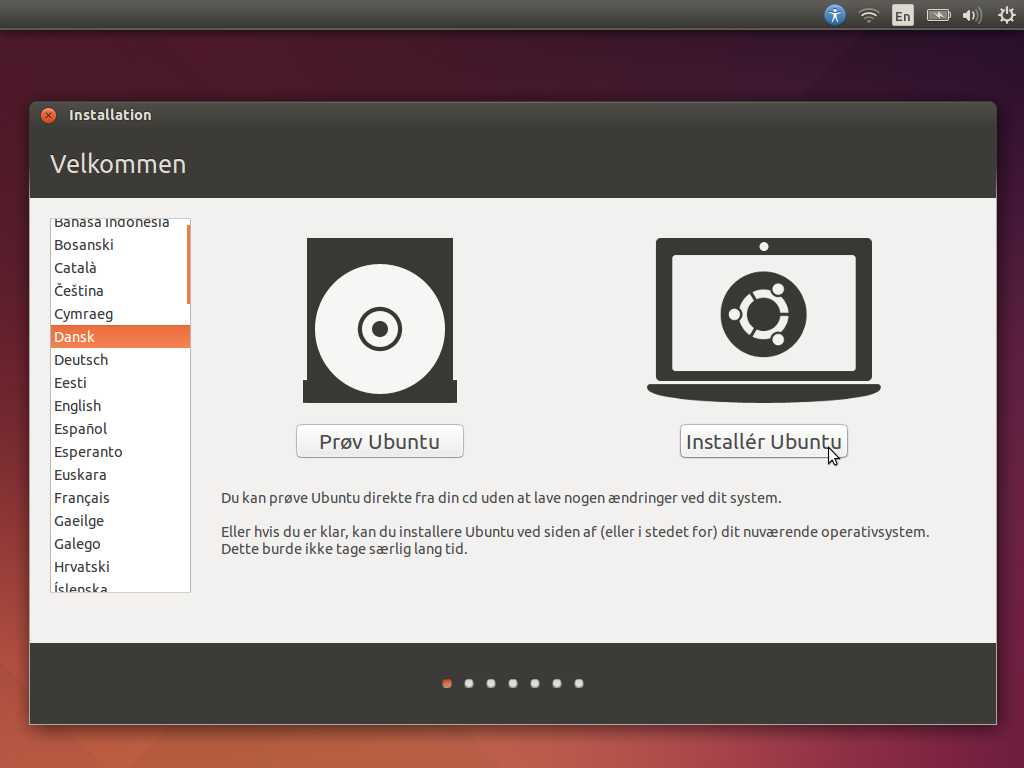 En
Installation
Velkommen
Bahasa Indonesia
Bosanski
Català
Čeština
Cymraeg
Dansk
Deutsch
Eesti
English
Español
Esperanto
Euskara
Français
Gaeilge
Galego
Hrvatski
Íslenska
Prøv Ubuntu
Installér Ubuntu
Du kan prøve Ubuntu direkte fra din cd uden at lave nogen ændringer ved dit system.
Eller hvis du er klar, kan du installere Ubuntu ved siden af (eller i stedet for) dit nuværende operativsystem.
Dette burde ikke tage særlig lang tid.